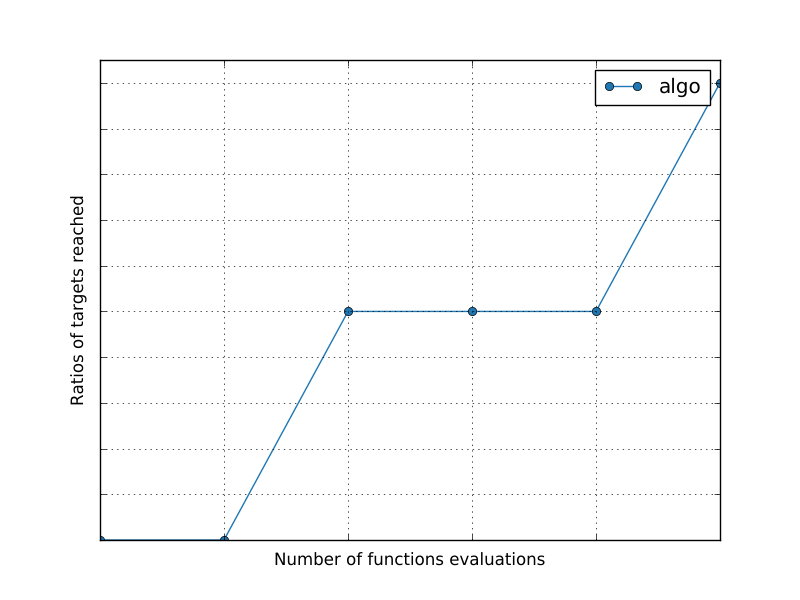 algo
Ratios of targets reached
Number of functions evaluations